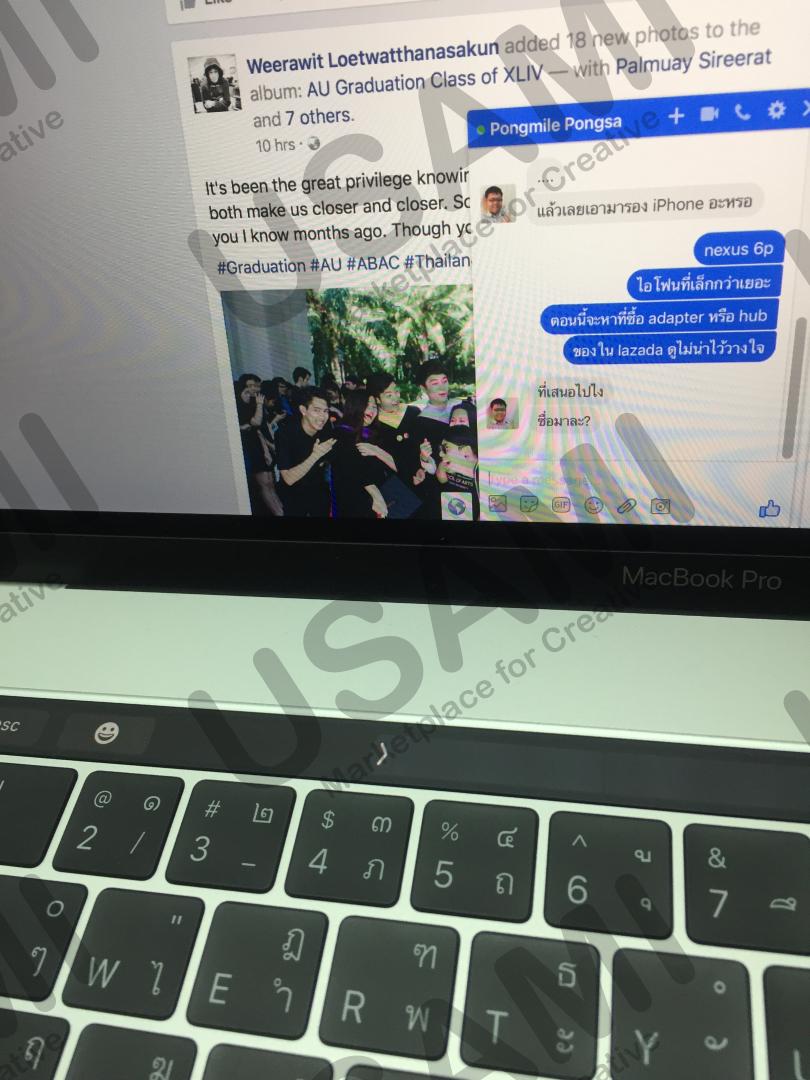 Like
Weerawit Loetwatthanasakun added 18 new photos to the
album: AU Graduation Class of XLIV — with Palmuay Sireerat
and 7 others.
10 hrs ·
It's been the great privilege knowin
both make us closer and closer. Sc
you I know months ago. Though yo
#Graduation #AU #ABAC #Thailan
Pongmile Pongsa
....
แล้วเลยเอามารอง iPhone อะหรอ
nexus 6p
ไอโฟนที่เล็กกว่าเยอะ
ตอนนี้จะหาที่ซื้อ adapter หรือ hub
ของใน lazada ดูไม่น่าไว้วางใจ
ที่เสนอไปไง
ซื้อมาละ?
Type a message...
GIF
MacBook Pro
esc
@ ๑ # ๒ $ ๓ % ๔ ^ ู & ฿
2 / 3 _ 4 ภ 5 ถ 6 ุ 7 ึ
๐ " ฎ ฑ ธ ํ
ๆ W ไ E ำ R พ T ะ Y ั
ฤ ฆ
USAMI
Marketplace for Creative